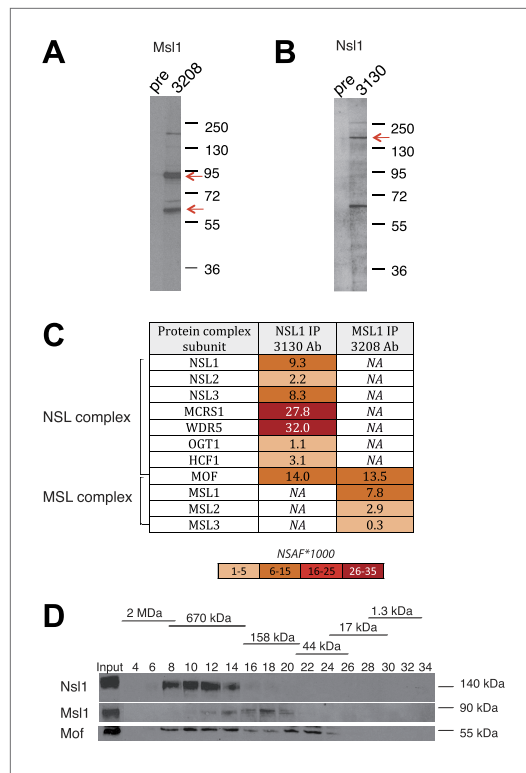 A
Msl1
pre
3208
250
130
95
72
55
36
B
Nsl1
pre
3130
250
130
95
72
55
36
C
Protein complex subunit NSL1 IP 3130 Ab MSL1 IP 3208 Ab
NSL1 9.3 NA
NSL2 2.2 NA
NSL3 8.3 NA
MCRS1 27.8 NA
WDR5 32.0 NA
OGT1 1.1 NA
HCF1 3.1 NA
MOF 14.0 13.5
MSL1 NA 7.8
MSL2 NA 2.9
MSL3 NA 0.3
NSL complex
MSL complex
NSAF*1000
1-5 6-15 16-25 26-35
D
2 MDa 670 kDa 158 kDa 44 kDa 17 kDa 1.3 kDa
Input 4 6 8 10 12 14 16 18 20 22 24 26 28 30 32 34
Nsl1 140 kDa
Msl1 90 kDa
Mof 55 kDa